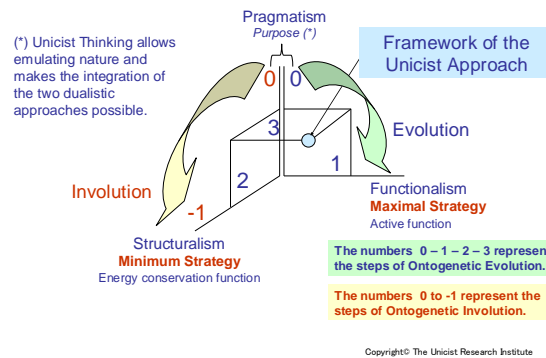 Pragmatism
Purpose (*)
(*) Unicist Thinking allows
emulating nature and
makes the integration of
the two dualistic
approaches possible.
Framework of the
Unicist Approach
0
0
3
Evolution
Involution
2
1
-1
Functionalism
Maximal Strategy
Active function
Structuralism
Minimum Strategy
Energy conservation function
The numbers 0 – 1 – 2 – 3 represen
the steps of Ontogenetic Evolution.
The numbers 0 to -1 represent the
steps of Ontogenetic Involution.
Copyright© The Unicist Research Institute